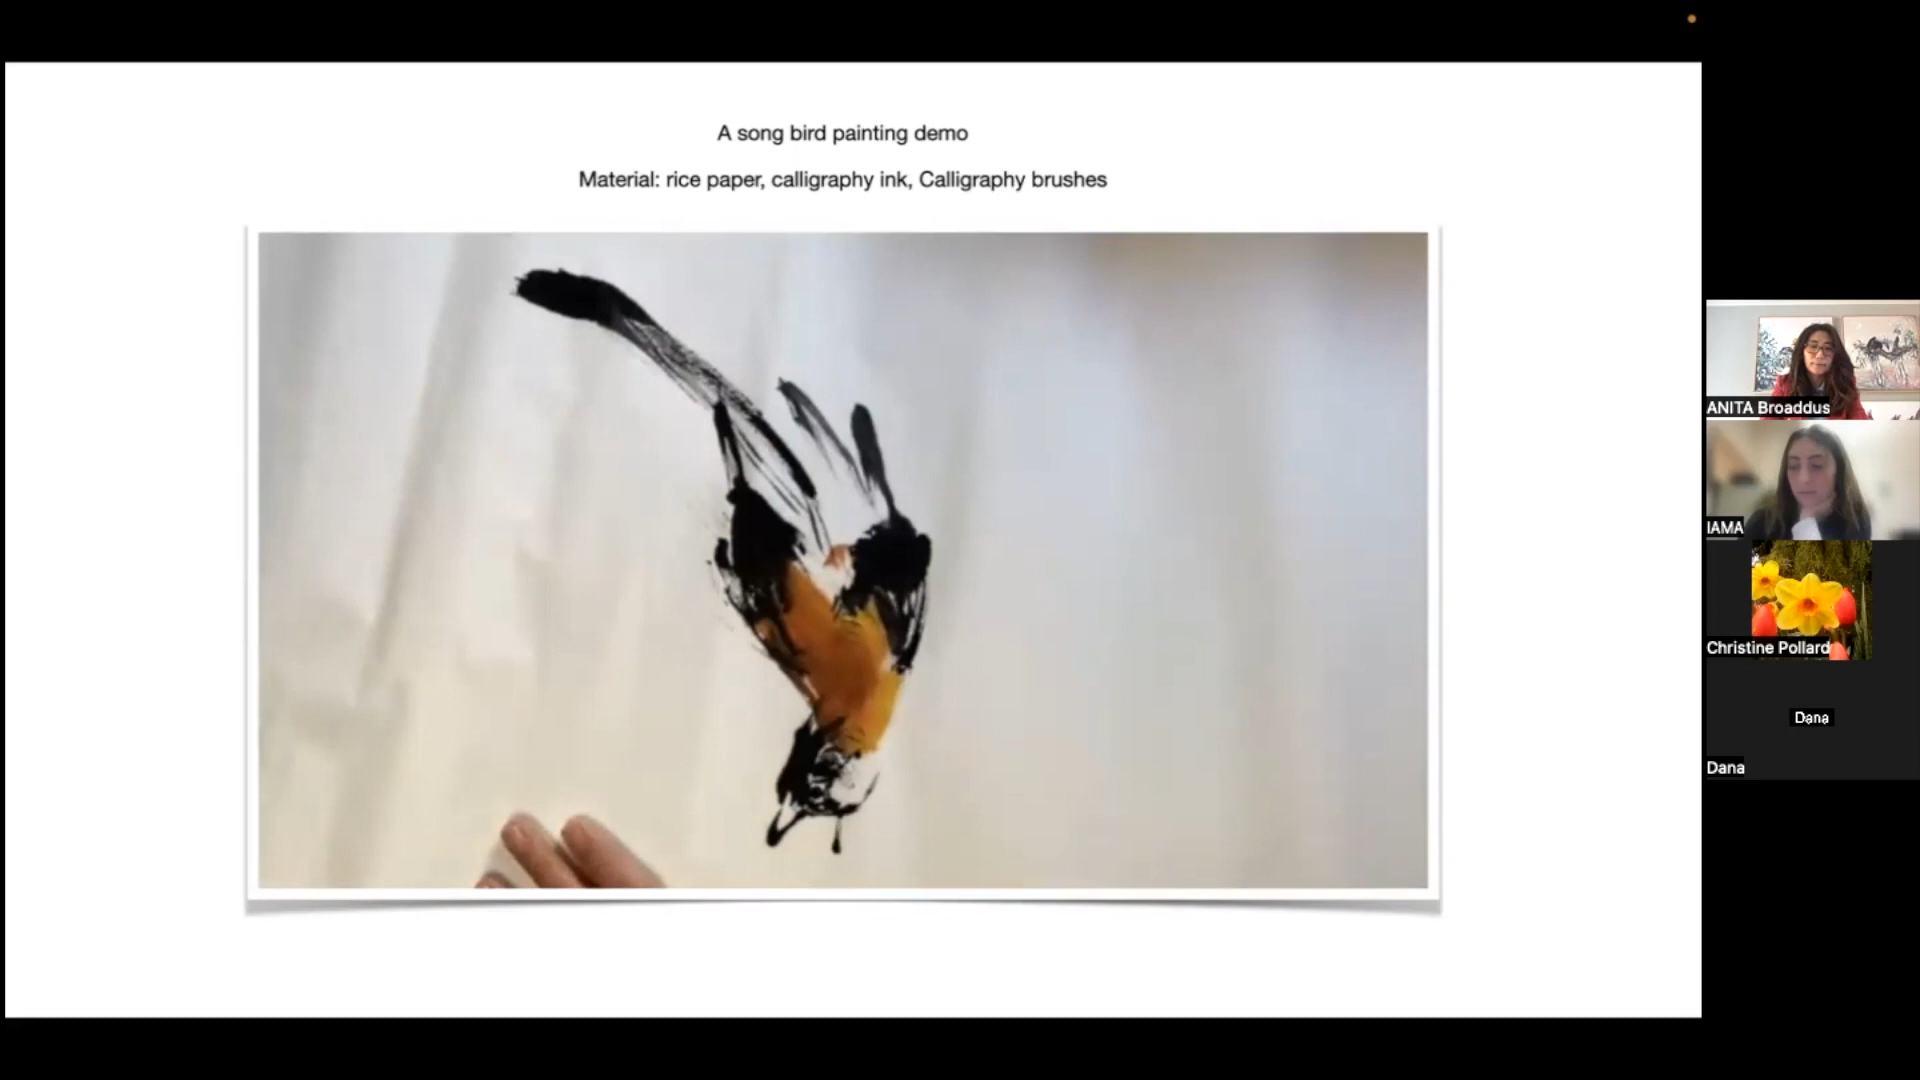 A song bird painting demo
Material: rice paper, calligraphy ink, Calligraphy brushes
ANITA Broaddus
IAMA
Christine Pollard
Dana
Dana